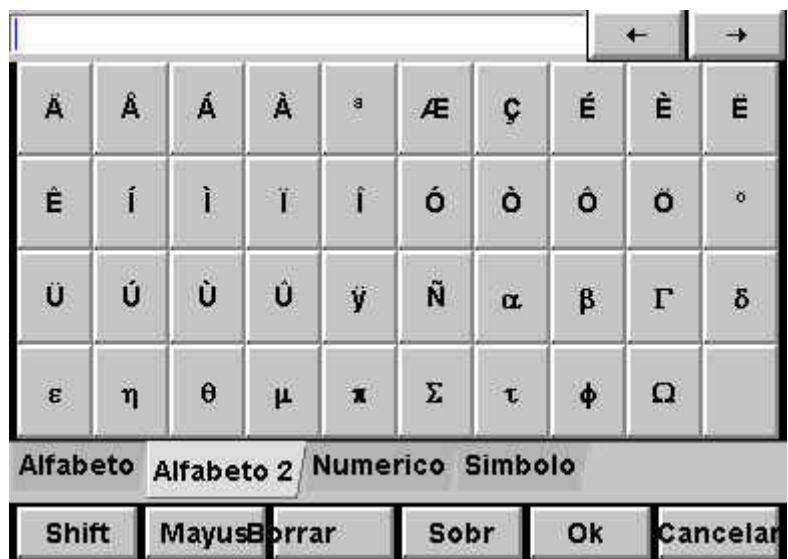 ← →
Ä Â Á À ª Æ Ç É È Ë
Ê Í Ì Ï Î Ó Ò Ô Ö º
Ü Ú Ù Û ÿ Ñ α β Γ δ
ε η θ μ π Σ τ ϕ Ω
Alfabeto Alfabeto 2 Numerico Simbolo
Shift Mayus Borrar Sobr Ok Cancelar